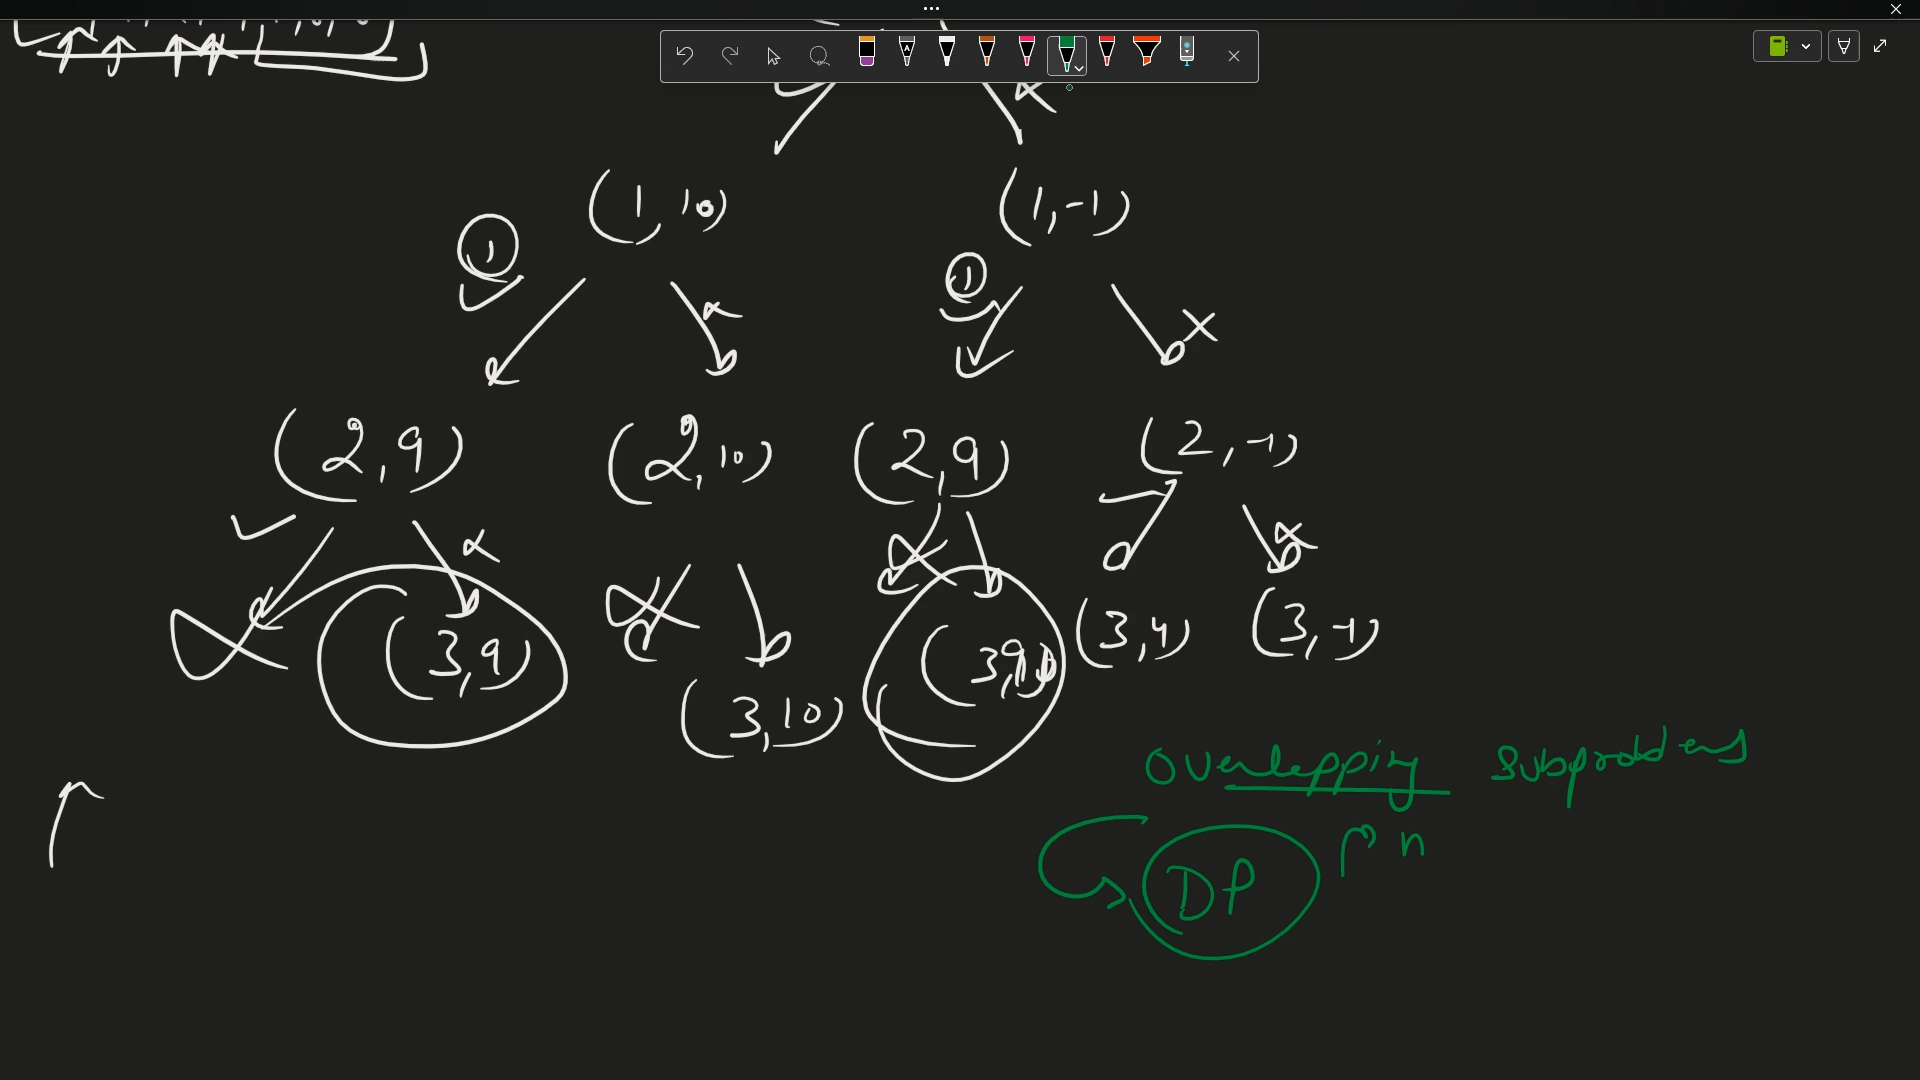 (1, 10) (1, -1)
1 1
(2, 9) (2, 10) (2, 9) (2, -1)
(3, 9) (3, 10) (3, 9) (3, 4) (3, -1)
Overlapping Subproblems
DP n